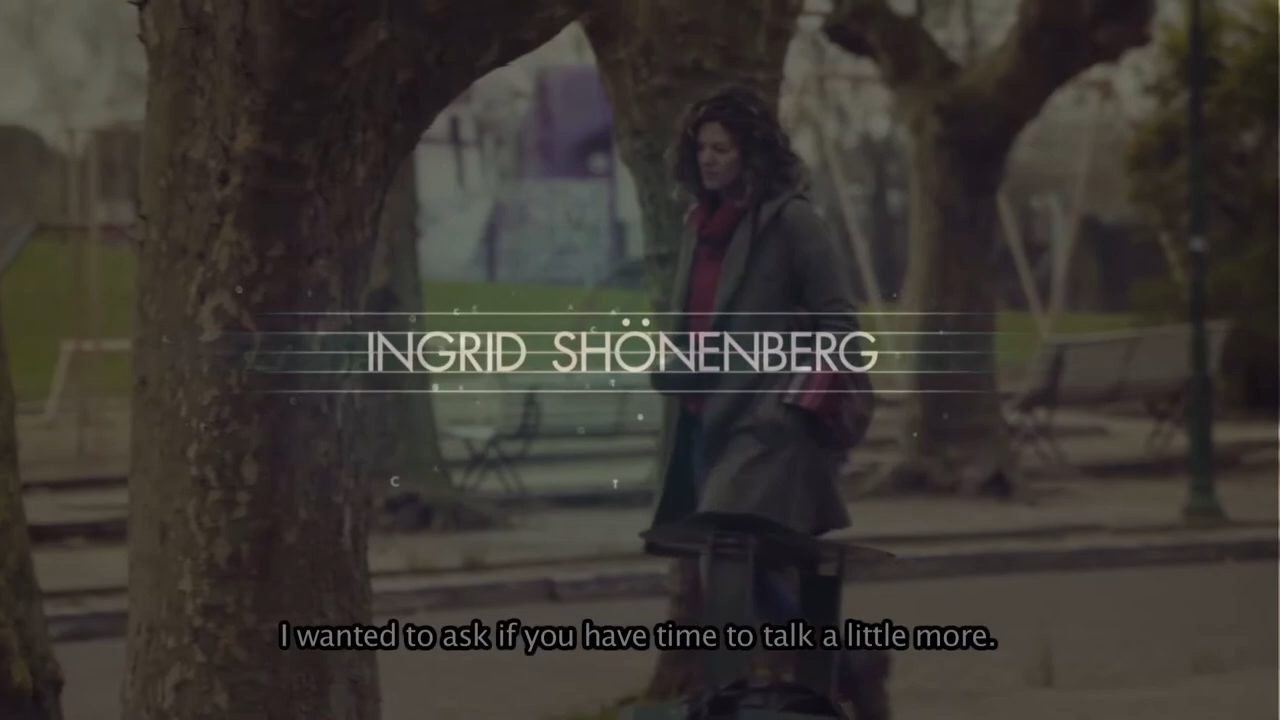 INGRID SHÖNENBERG
I wanted to ask if you have time to talk a little more.